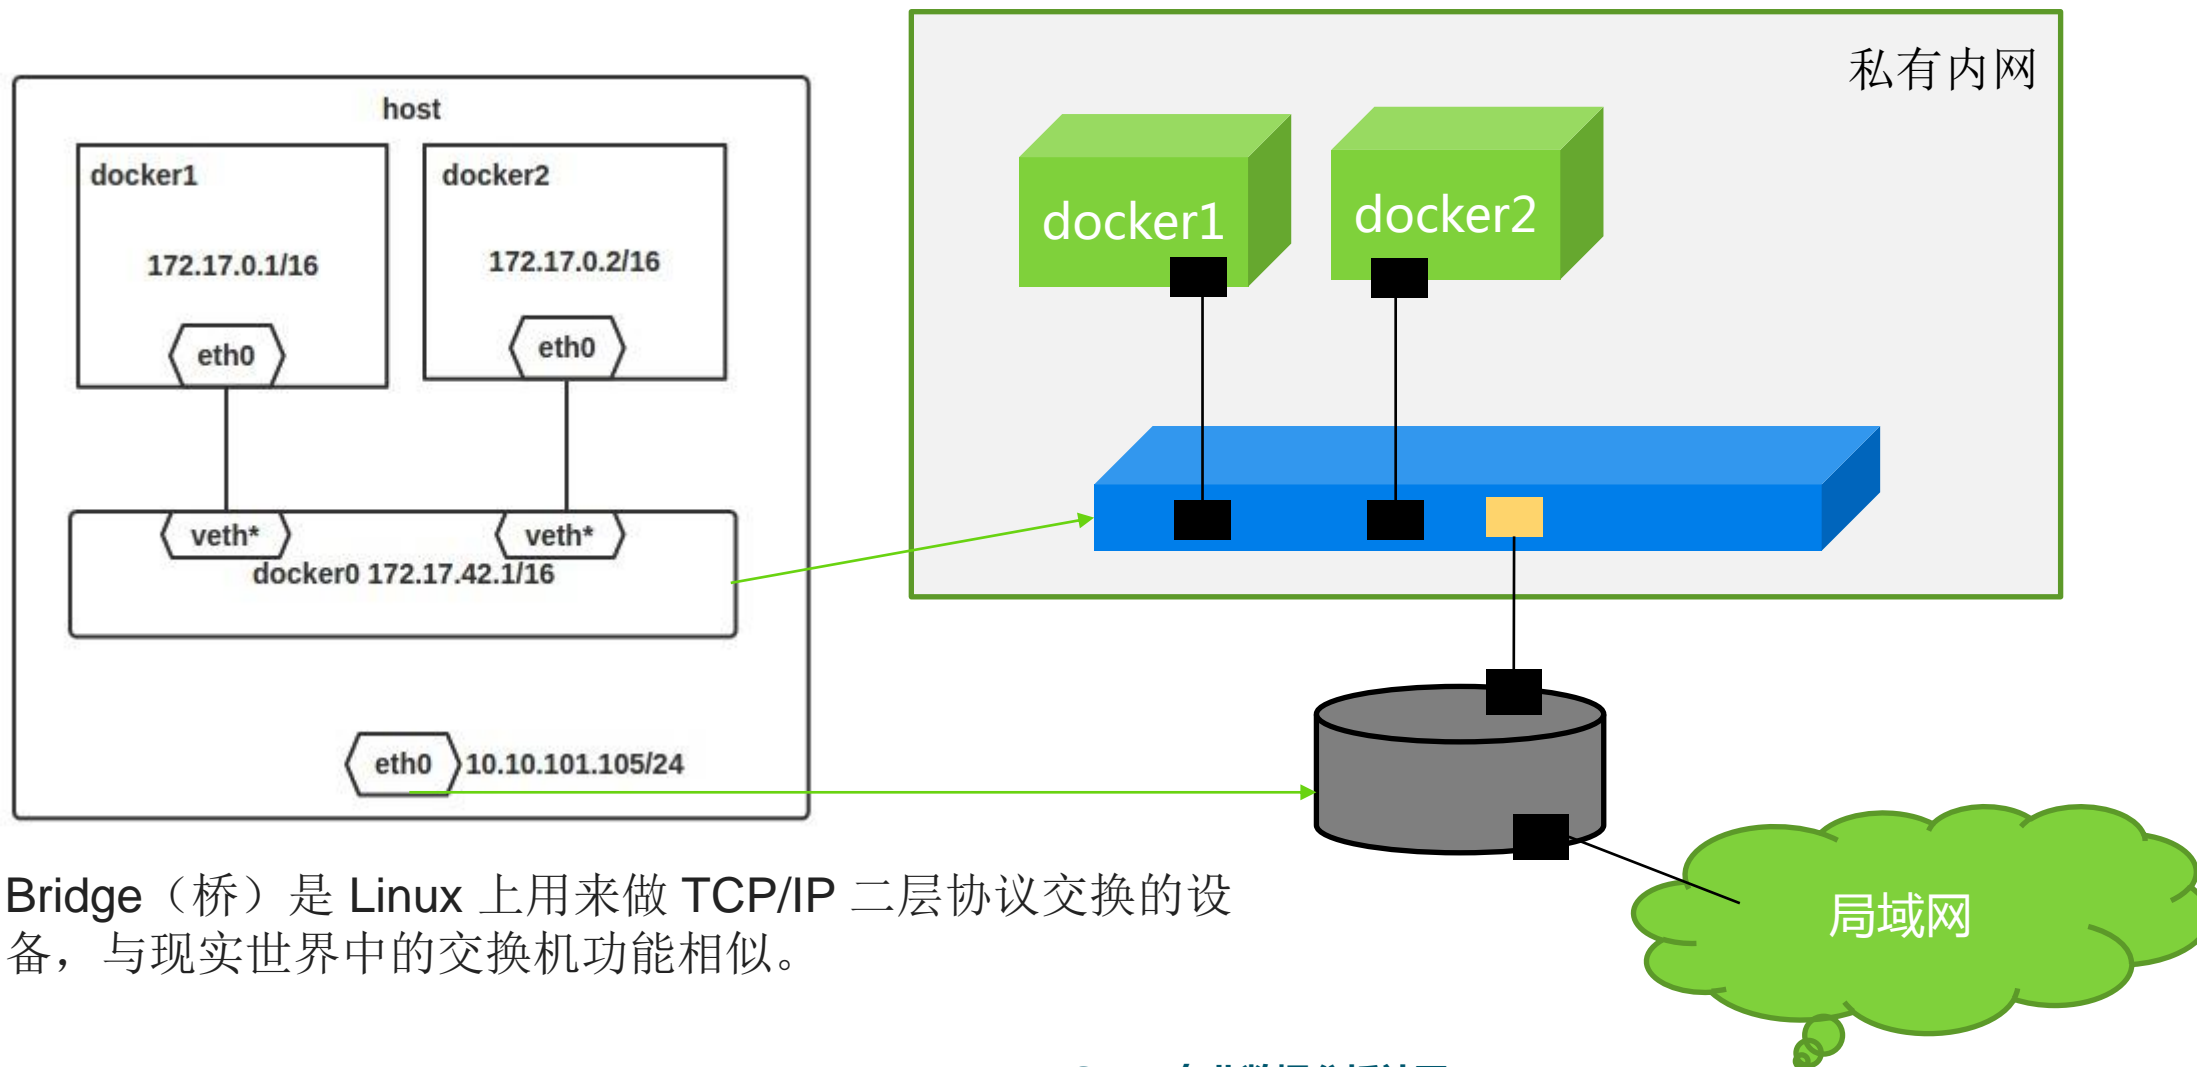 host
docker1
docker2
172.17.0.1/16
172.17.0.2/16
eth0
eth0
veth*
veth*
docker0 172.17.42.1/16
eth0
10.10.101.105/24
私有内网
docker1
docker2
局域网
Bridge（桥）是 Linux 上用来做 TCP/IP 二层协议交换的设
备，与现实世界中的交换机功能相似。